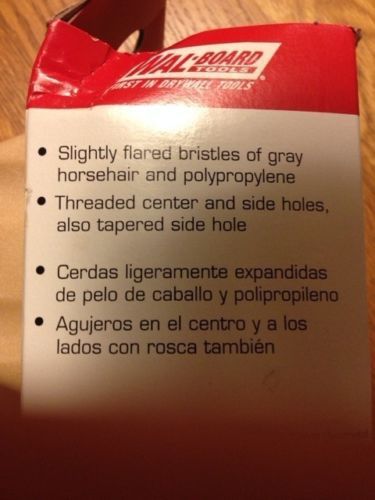 WAL-BOARD
TOOLS
IN DRYWALL TOOLS
• Slightly flared bristles of gray
horsehair and polypropylene
• Threaded center and side holes,
also tapered side hole
• Cerdas ligeramente expandidas
de pelo de caballo y polipropileno
• Agujeros en el centro y a los
lados con rosca también